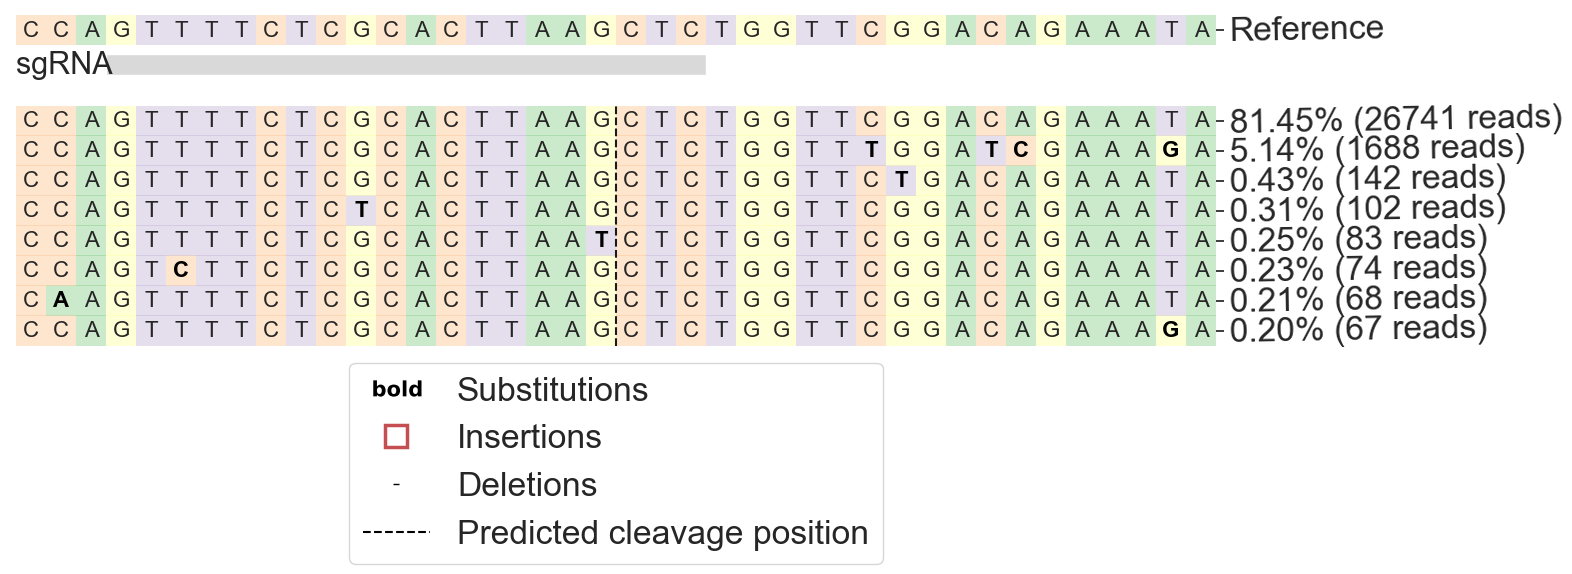 C C A G T T T T C T C G C A C T T A A G C T C T G G T T C G G A C A G A A A T A Reference
sgRNA
C C A G T T T T C T C G C A C T T A A G C T C T G G T T C G G A C A G A A A T A 81.45% (26741 reads)
C C A G T T T T C T C G C A C T T A A G C T C T G G T T T G G A T C G A A A G A 5.14% (1688 reads)
C C A G T T T T C T C G C A C T T A A G C T C T G G T T C T G A C A G A A A T A 0.43% (142 reads)
C C A G T T T T C T C T C A C T T A A G C T C T G G T T C G G A C A G A A A T A 0.31% (102 reads)
C C A G T T T T C T C G C A C T T A A T C T C T G G T T C G G A C A G A A A T A 0.25% (83 reads)
C C A G T C T T C T C G C A C T T A A G C T C T G G T T C G G A C A G A A A T A 0.23% (74 reads)
C A A G T T T T C T C G C A C T T A A G C T C T G G T T C G G A C A G A A A T A 0.21% (68 reads)
C C A G T T T T C T C G C A C T T A A G C T C T G G T T C G G A C A G A A A G A 0.20% (67 reads)
bold Substitutions
Insertions
- Deletions
Predicted cleavage position